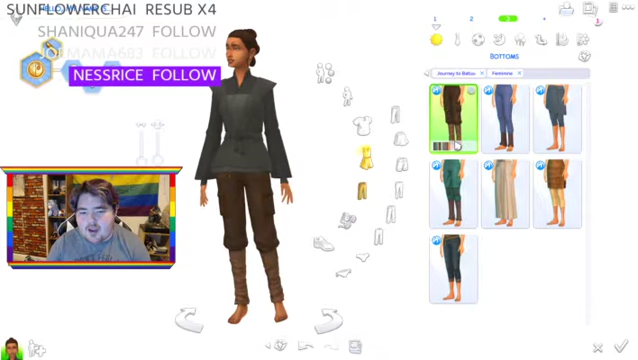 SUNFLOWERCHAI RESUB X4
SHANIQUA247 FOLLOW
NESSRICE FOLLOW
1
2
3
4
BOTTOMS
Journey to Batuu X
Feminine X